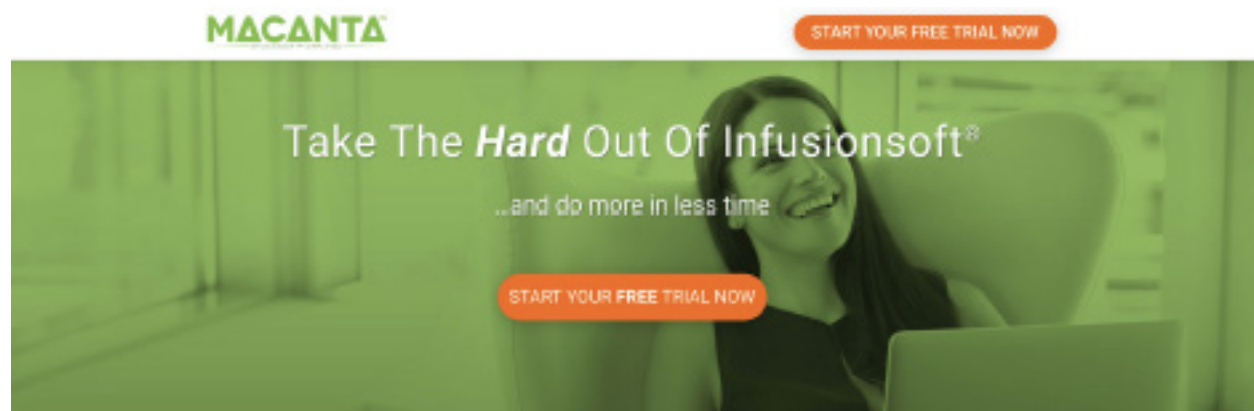 MACANTA
START YOUR FREE TRIAL NOW
Take The Hard Out Of Infusionsoft®
...and do more in less time
START YOUR FREE TRIAL NOW